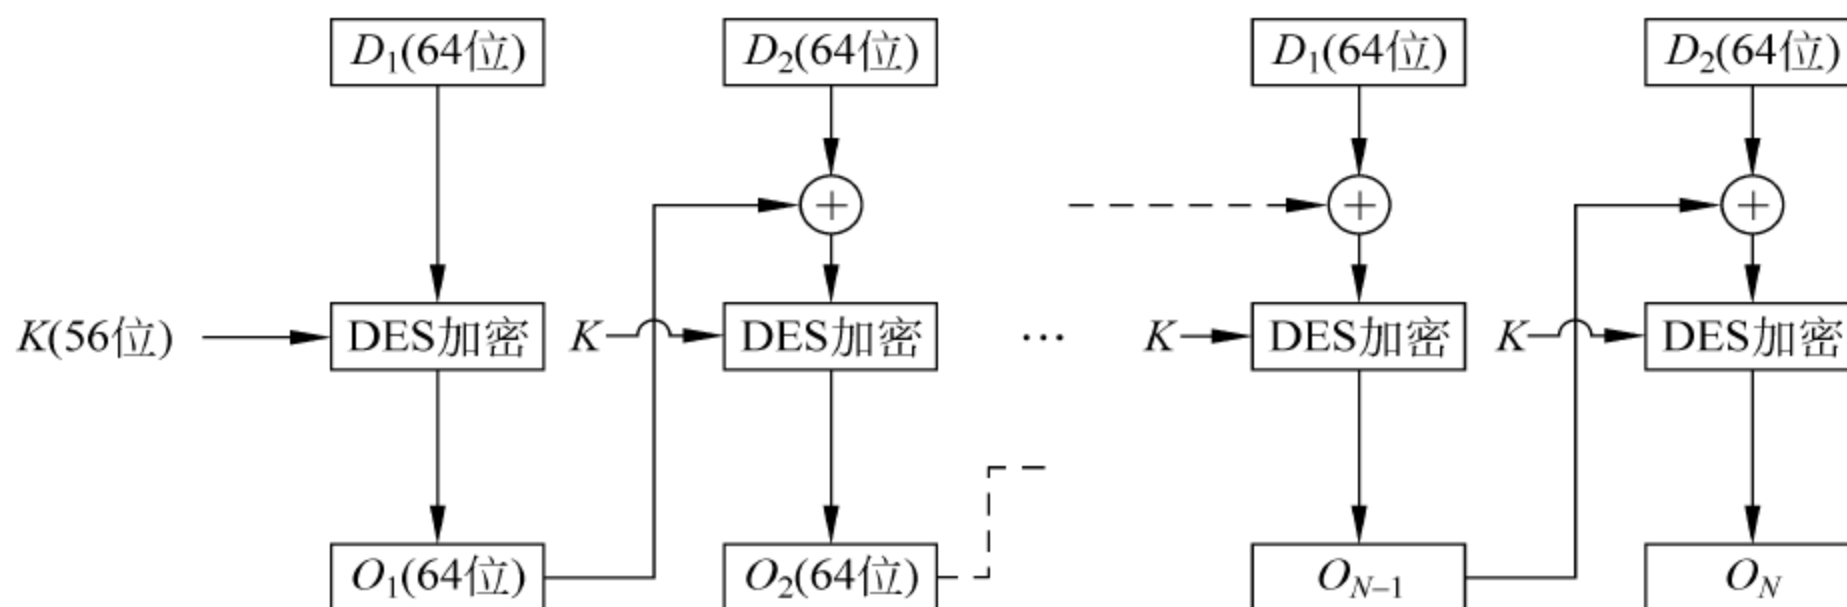 D₁(64位) D₂(64位) D₁(64位) D₂(64位)
+ + +
K(56位) DES加密 K DES加密 … K DES加密 K DES加密
O₁(64位) O₂(64位) Oₙ₋₁ Oₙ